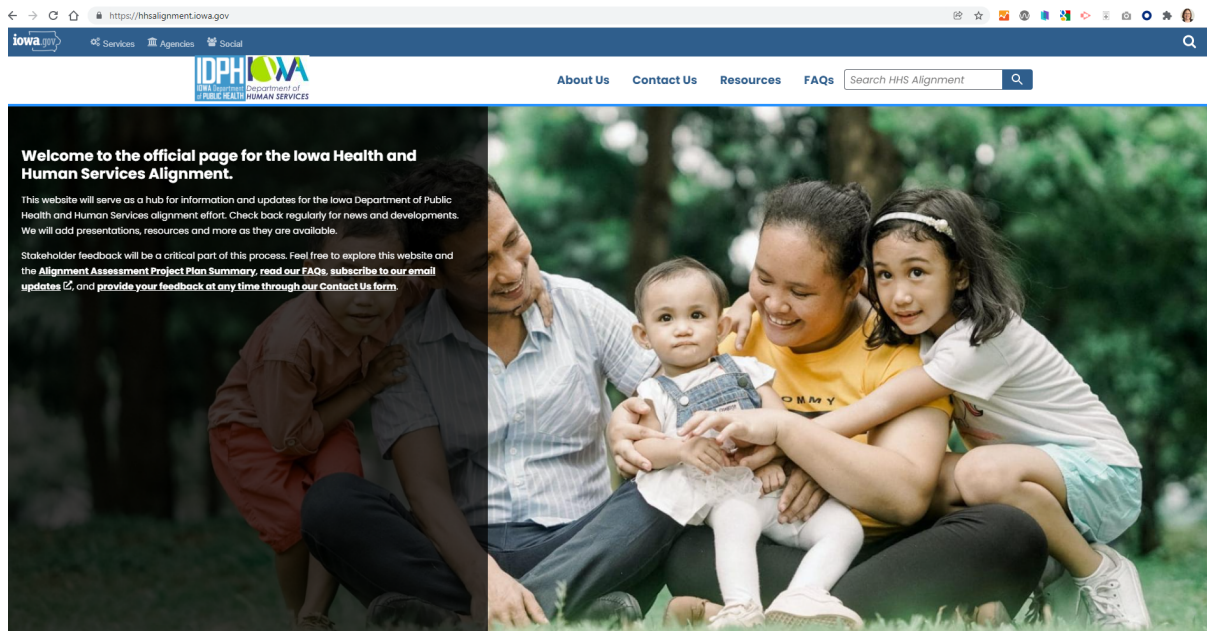 https://hhsalignment.iowa.gov
iowa.gov Services Agencies Social
IDPH
IOWA Department
of PUBLIC HEALTH
IOWA
Department of
HUMAN SERVICES
About Us Contact Us Resources FAQs Search HHS Alignment
Welcome to the official page for the Iowa Health and
Human Services Alignment.
This website will serve as a hub for information and updates for the Iowa Department of Public
Health and Human Services alignment effort. Check back regularly for news and developments.
We will add presentations, resources and more as they are available.
Stakeholder feedback will be a critical part of this process. Feel free to explore this website and
the Alignment Assessment Project Plan Summary, read our FAQs, subscribe to our email
updates, and provide your feedback at any time through our Contact Us form.
OMMY